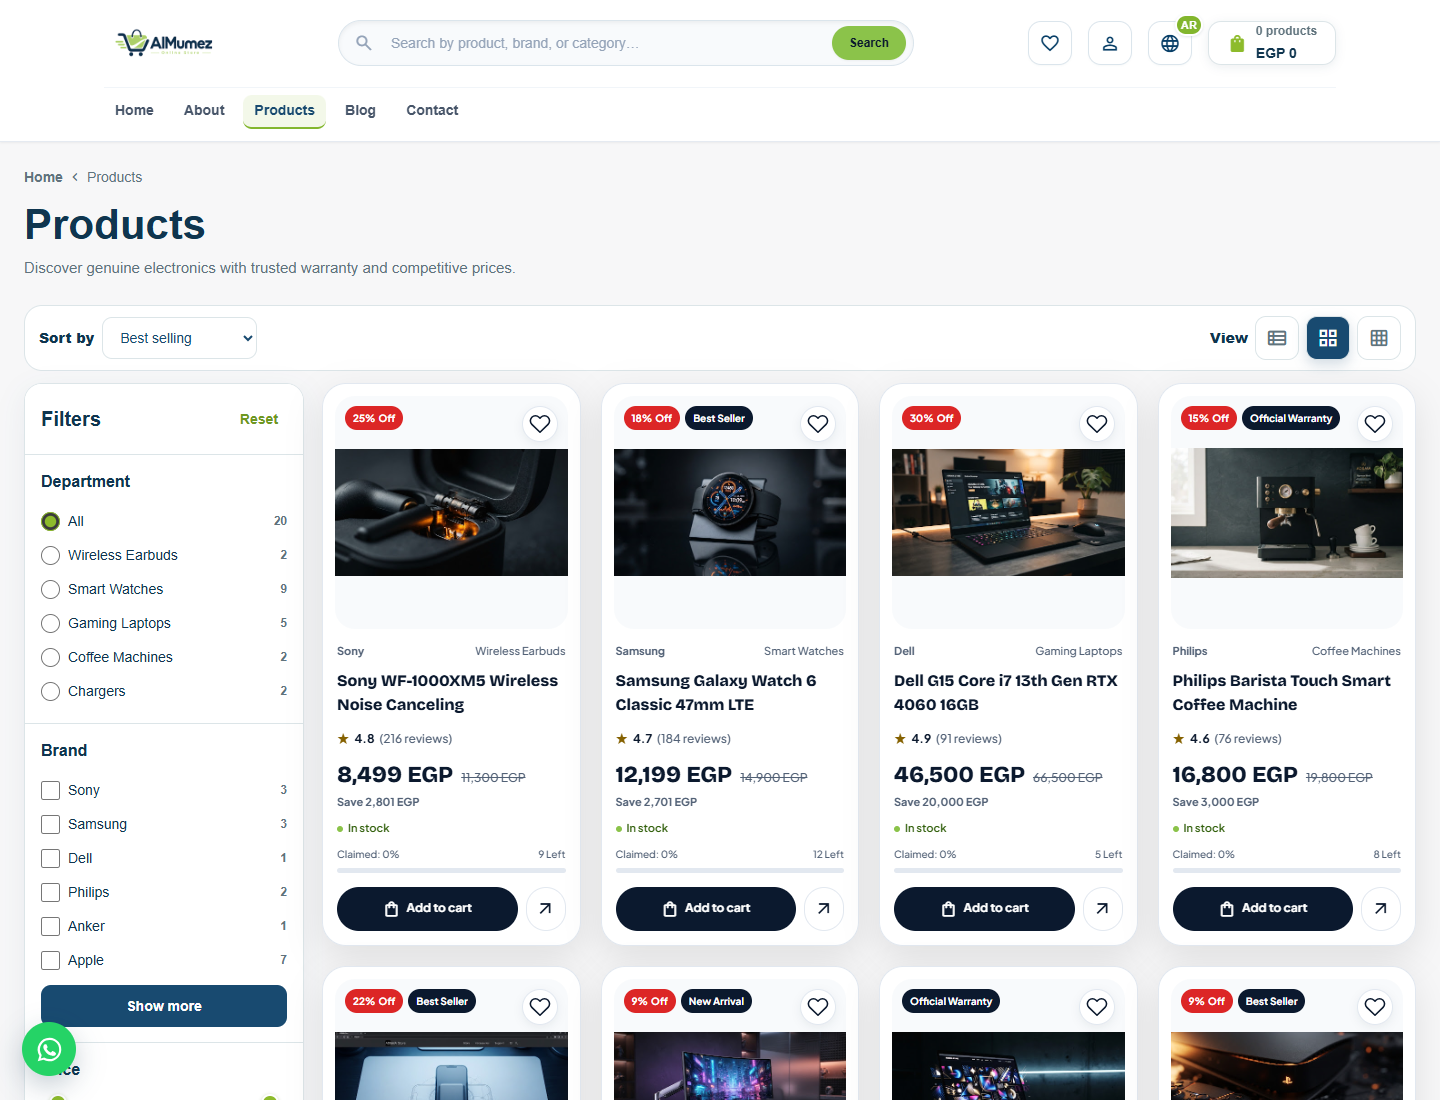 AlMumez
Search by product, brand, or category…
Search
AR
0 products
EGP 0
Home
About
Products
Blog
Contact
Home
Products
Products
Discover genuine electronics with trusted warranty and competitive prices.
Sort by
Best selling
View
Filters
Reset
Department
All 20
Wireless Earbuds 2
Smart Watches 9
Gaming Laptops 5
Coffee Machines 2
Chargers 2
Brand
Sony 3
Samsung 3
Dell 1
Philips 2
Anker 1
Apple 7
Show more
25% Off
Sony Wireless Earbuds
Sony WF-1000XM5 Wireless
Noise Canceling
4.8 (216 reviews)
8,499 EGP 11,300 EGP
Save 2,801 EGP
In stock
Claimed: 0% 9 Left
Add to cart
18% Off Best Seller
Samsung Smart Watches
Samsung Galaxy Watch 6
Classic 47mm LTE
4.7 (184 reviews)
12,199 EGP 14,900 EGP
Save 2,701 EGP
In stock
Claimed: 0% 12 Left
Add to cart
30% Off
Dell Gaming Laptops
Dell G15 Core i7 13th Gen RTX
4060 16GB
4.9 (91 reviews)
46,500 EGP 66,500 EGP
Save 20,000 EGP
In stock
Claimed: 0% 5 Left
Add to cart
15% Off Official Warranty
Philips Coffee Machines
Philips Barista Touch Smart
Coffee Machine
4.6 (76 reviews)
16,800 EGP 19,800 EGP
Save 3,000 EGP
In stock
Claimed: 0% 8 Left
Add to cart
22% Off Best Seller
9% Off New Arrival
Official Warranty
9% Off Best Seller